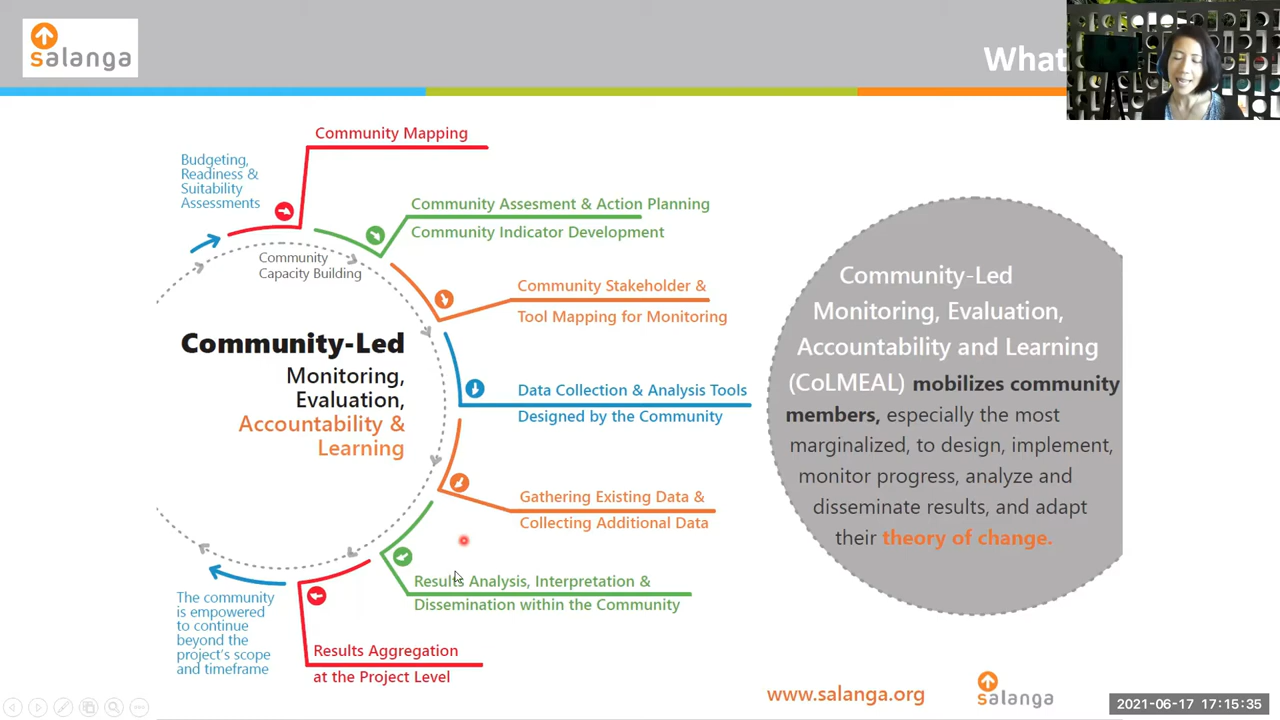 salanga
What
Community Mapping
Budgeting,
Readiness &
Suitability
Assessments
Community Assesment & Action Planning
Community Indicator Development
Community
Capacity Building
Community Stakeholder &
Tool Mapping for Monitoring
Community-Led
Monitoring,
Evaluation,
Accountability &
Learning
Data Collection & Analysis Tools
Designed by the Community
Gathering Existing Data &
Collecting Additional Data
Results Analysis, Interpretation &
Dissemination within the Community
The community
is empowered
to continue
beyond the
project's scope
and timeframe
Results Aggregation
at the Project Level
Community-Led
Monitoring, Evaluation,
Accountability and Learning
(CoLMEAL) mobilizes community
members, especially the most
marginalized, to design, implement,
monitor progress, analyze and
disseminate results, and adapt
their theory of change.
www.salanga.org
salanga
2021-06-17 17:15:35